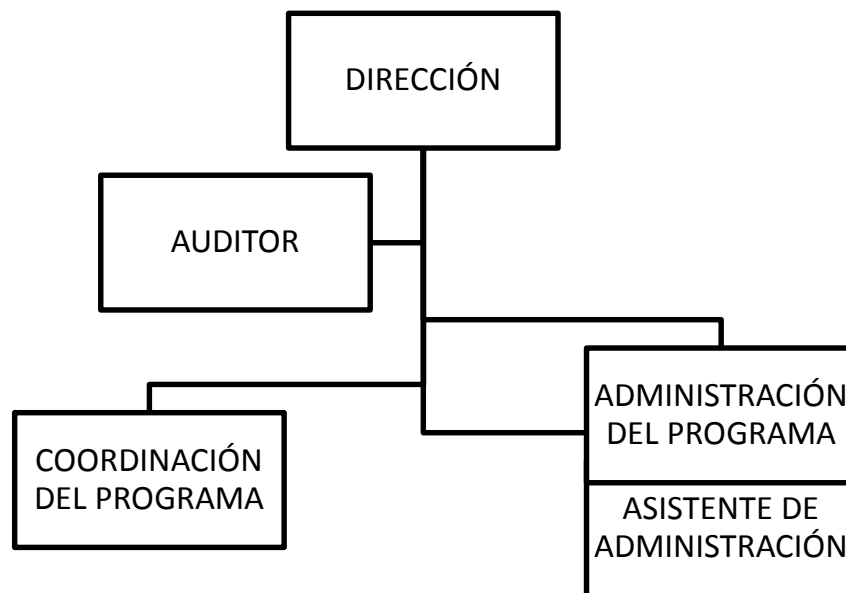 DIRECCIÓN
AUDITOR
ADMINISTRACIÓN
DEL PROGRAMA
COORDINACIÓN
DEL PROGRAMA
ASISTENTE DE
ADMINISTRACIÓN